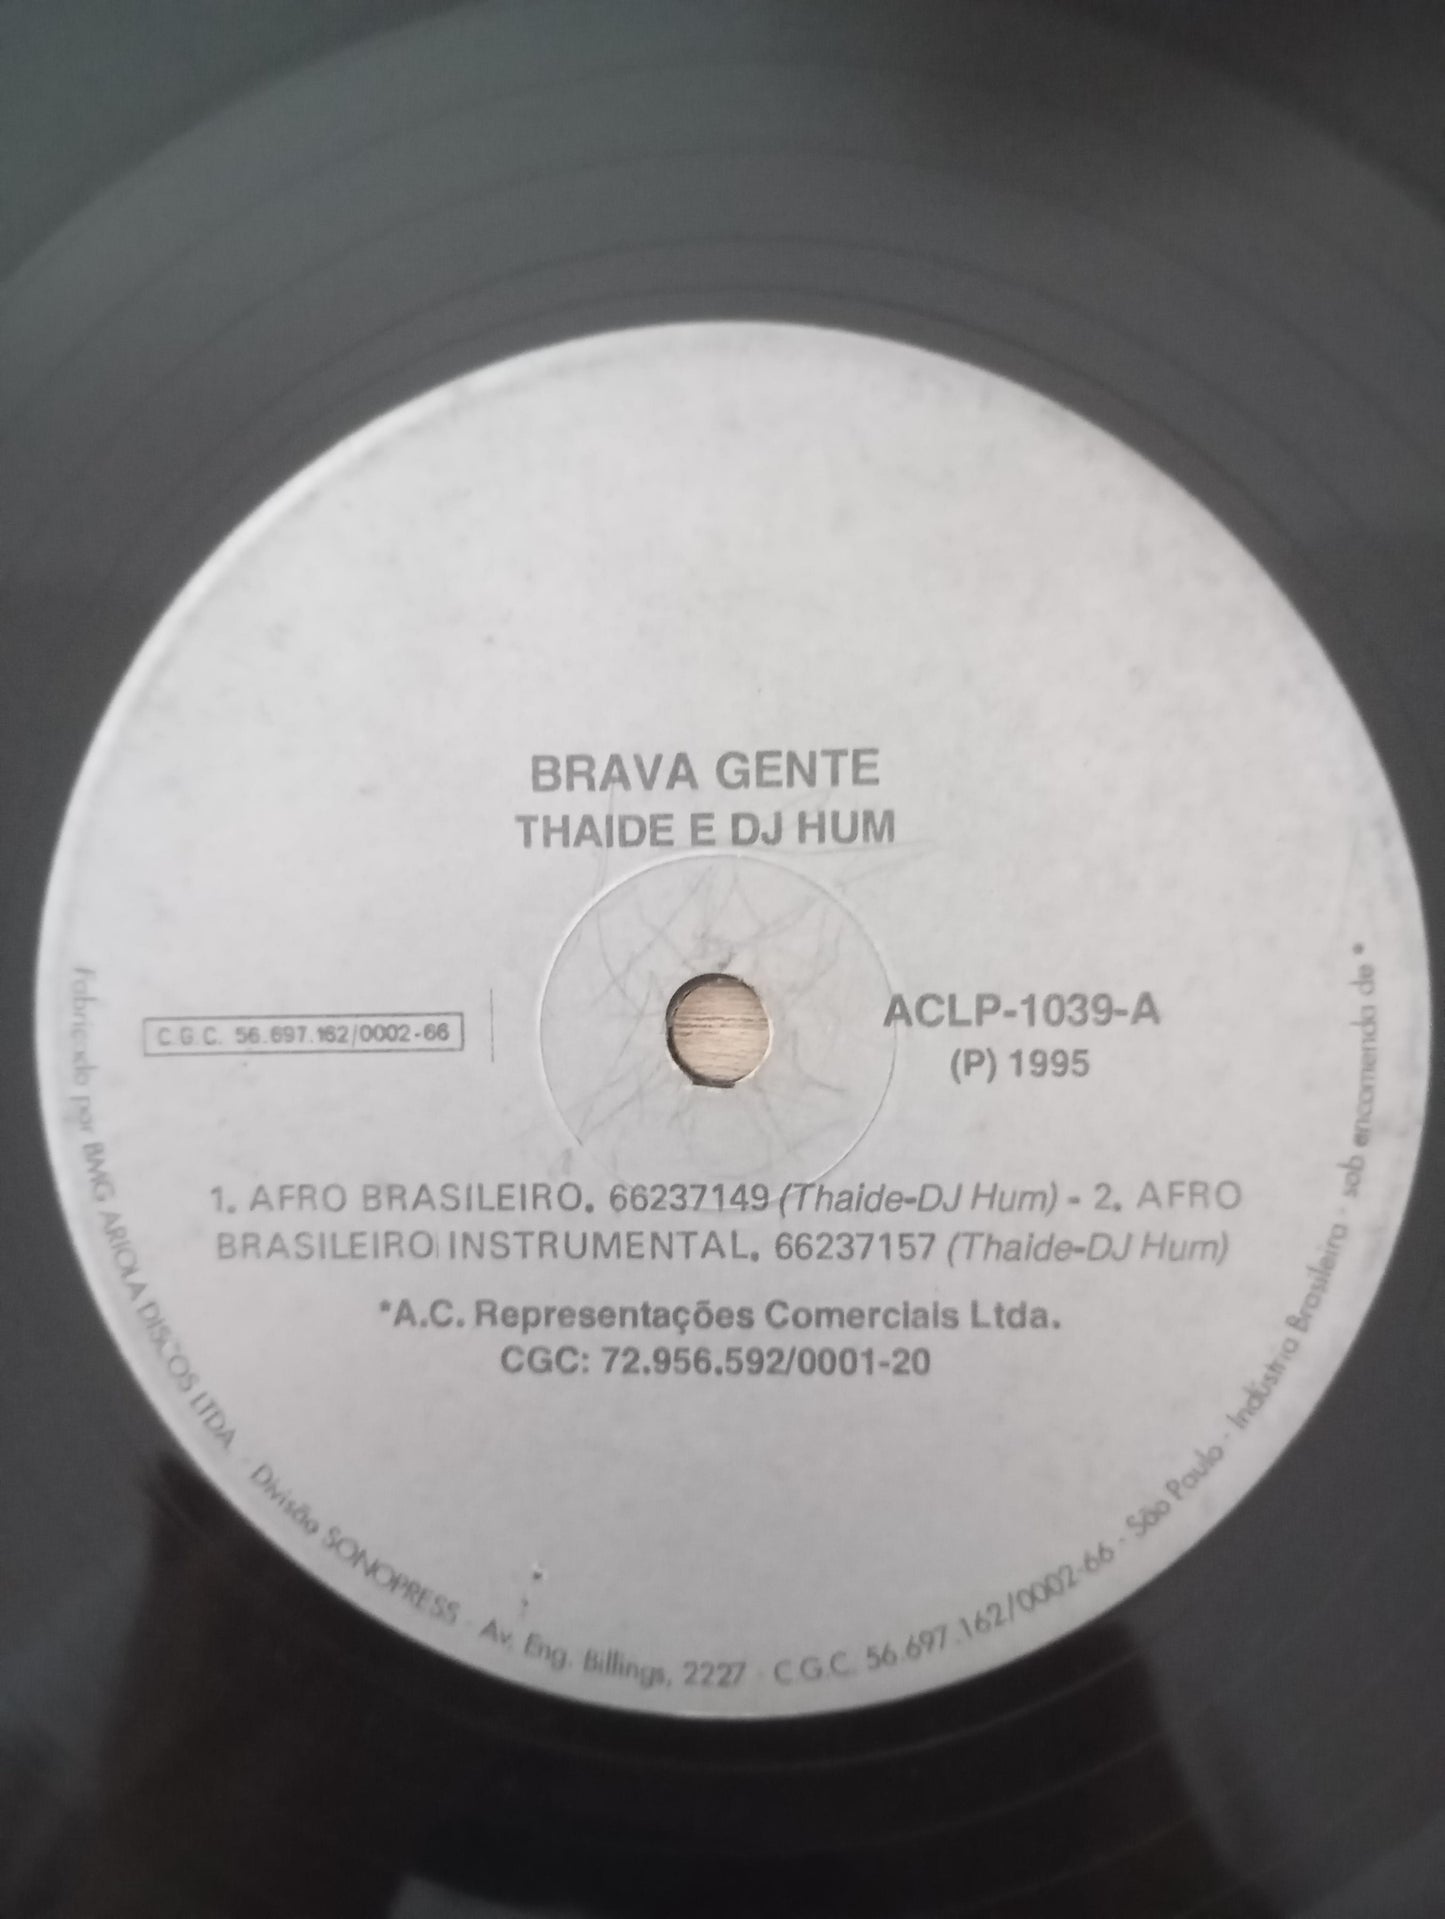 BRAVA GENTE
THAIDE E DJ HUM
C.G.C. 56.697.162/0002-66
ACLP-1039-A
(P) 1995
1. AFRO BRASILEIRO. 66237149 (Thaide-DJ Hum) - 2. AFRO
BRASILEIRO INSTRUMENTAL. 66237157 (Thaide-DJ Hum)
*A.C. Representações Comerciais Ltda.
CGC: 72.956.592/0001-20
Fabricado por BMG ARIOLA DISCOS LTDA. - Divisão SONOPRESS - Av. Eng. Billings, 2227 - C.G.C. 56.697.162/0002-66 - São Paulo - Indústria Brasileira - sob encomenda de *